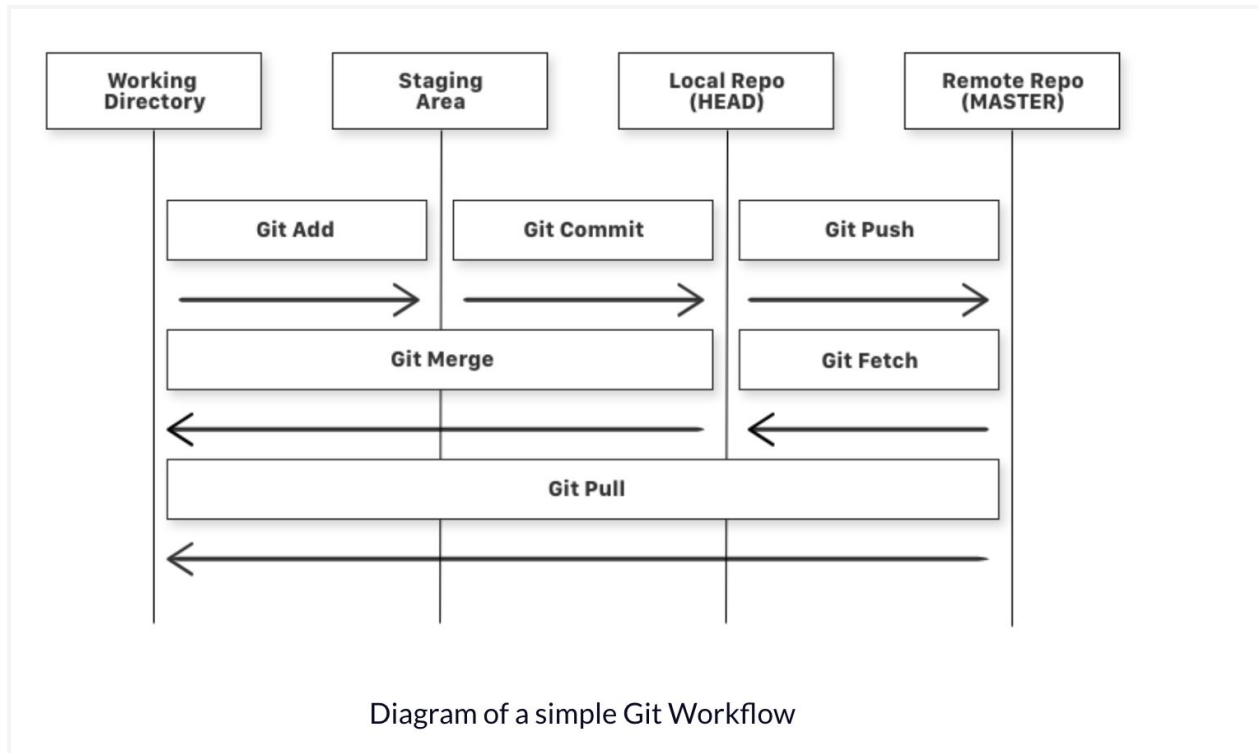 Working
Directory
Staging
Area
Local Repo
(HEAD)
Remote Repo
(MASTER)
Git Add
Git Commit
Git Push
Git Merge
Git Fetch
Git Pull
Diagram of a simple Git Workflow